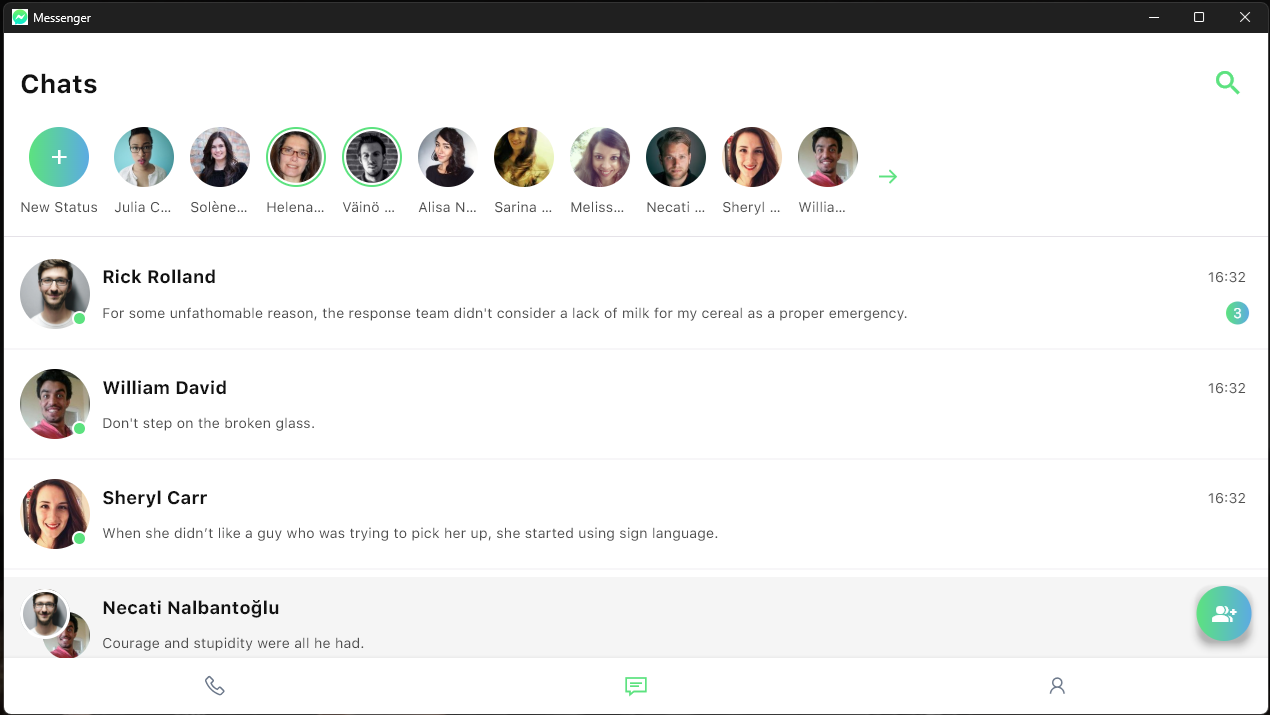 Messenger
Chats
New Status
Julia C...
Solène...
Helena...
Väinö ...
Alisa N...
Sarina ...
Meliss...
Necati ...
Sheryl ...
Willia...
Rick Rolland
16:32
For some unfathomable reason, the response team didn't consider a lack of milk for my cereal as a proper emergency.
3
William David
16:32
Don't step on the broken glass.
Sheryl Carr
16:32
When she didn’t like a guy who was trying to pick her up, she started using sign language.
Necati Nalbantoğlu
Courage and stupidity were all he had.